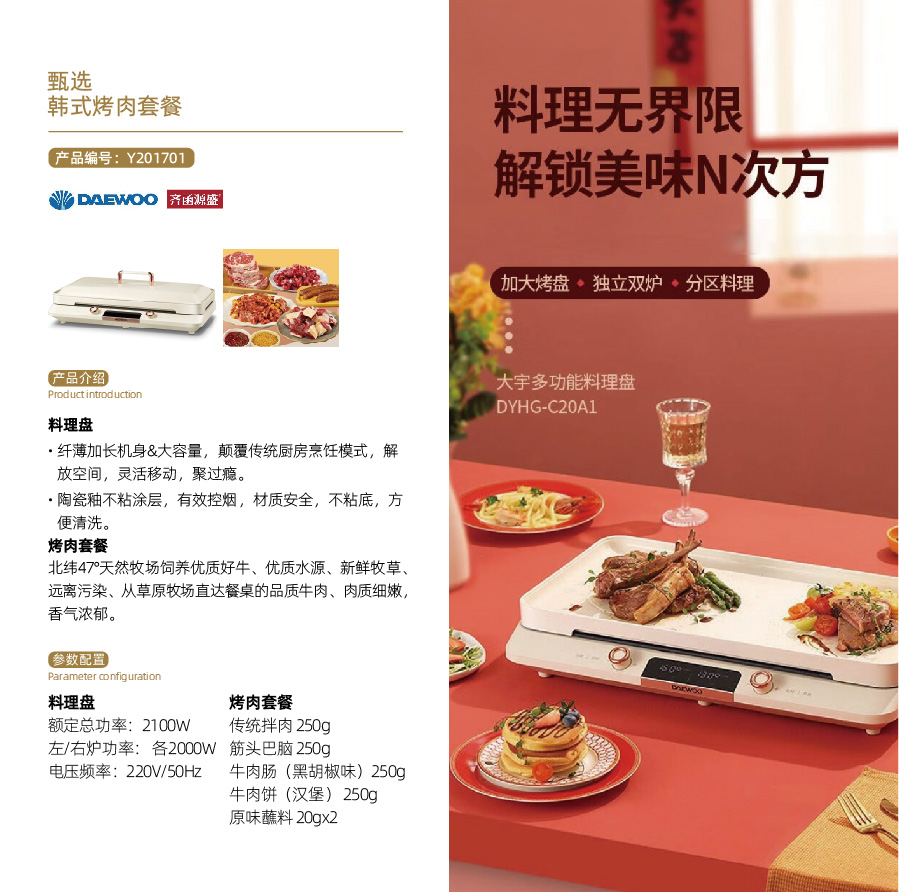 甄选
韩式烤肉套餐
产品编号：Y201701
DAEWOO 齐函源盛
产品介绍
Product introduction
料理盘
• 纤薄加长机身&大容量，颠覆传统厨房烹饪模式，解
放空间，灵活移动，聚过瘾。
• 陶瓷釉不粘涂层，有效控烟，材质安全，不粘底，方
便清洗。
烤肉套餐
北纬47°天然牧场饲养优质好牛、优质水源、新鲜牧草、
远离污染、从草原牧场直达餐桌的品质牛肉、肉质细嫩，
香气浓郁。
参数配置
Parameter configuration
料理盘
额定总功率：2100W
左/右炉功率： 各2000W
电压频率：220V/50Hz
烤肉套餐
传统拌肉 250g
筋头巴脑 250g
牛肉肠（黑胡椒味）250g
牛肉饼（汉堡） 250g
原味蘸料 20gx2
料理无界限
解锁美味N次方
加大烤盘 • 独立双炉 • 分区料理
大宇多功能料理盘
DYHG-C20A1
DAEWOO